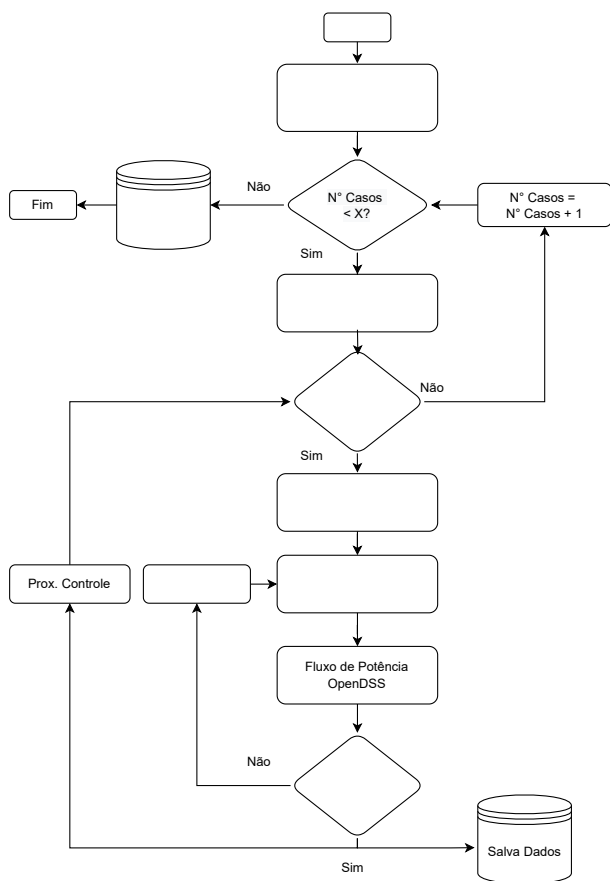 Não
N° Casos
< X?
N° Casos =
N° Casos + 1
Fim
Sim
Não
Sim
Prox. Controle
Fluxo de Potência
OpenDSS
Não
Salva Dados
Sim